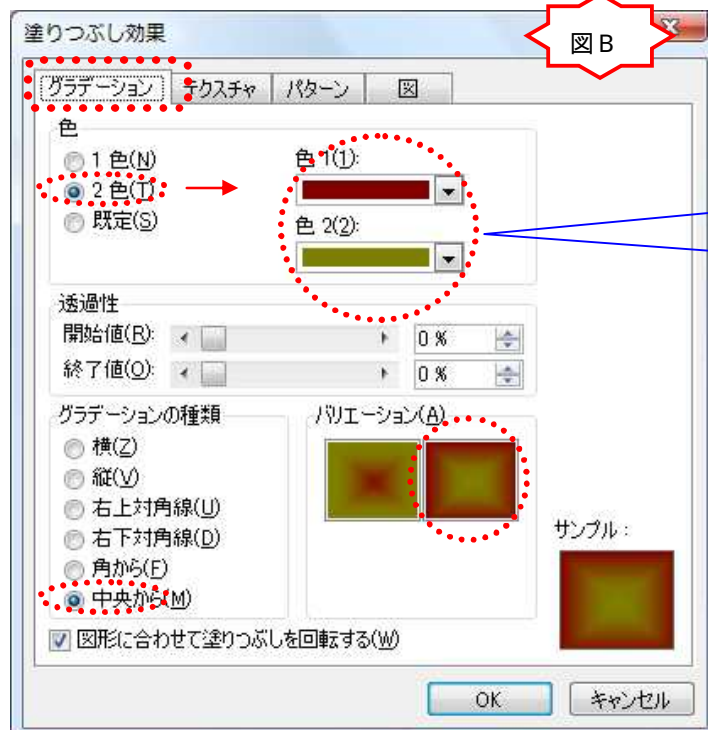 塗りつぶし効果
図B
グラデーション テクスチャ パターン 図
色
1 色(N)
2 色(T)
既定(S)
色 1(1):
色 2(2):
透過性
開始値(R): 0 %
終了値(O): 0 %
グラデーションの種類
横(Z)
縦(V)
右上対角線(U)
右下対角線(D)
角から(F)
中央から(M)
バリエーション(A)
サンプル :
図形に合わせて塗りつぶしを回転する(W)
OK キャンセル